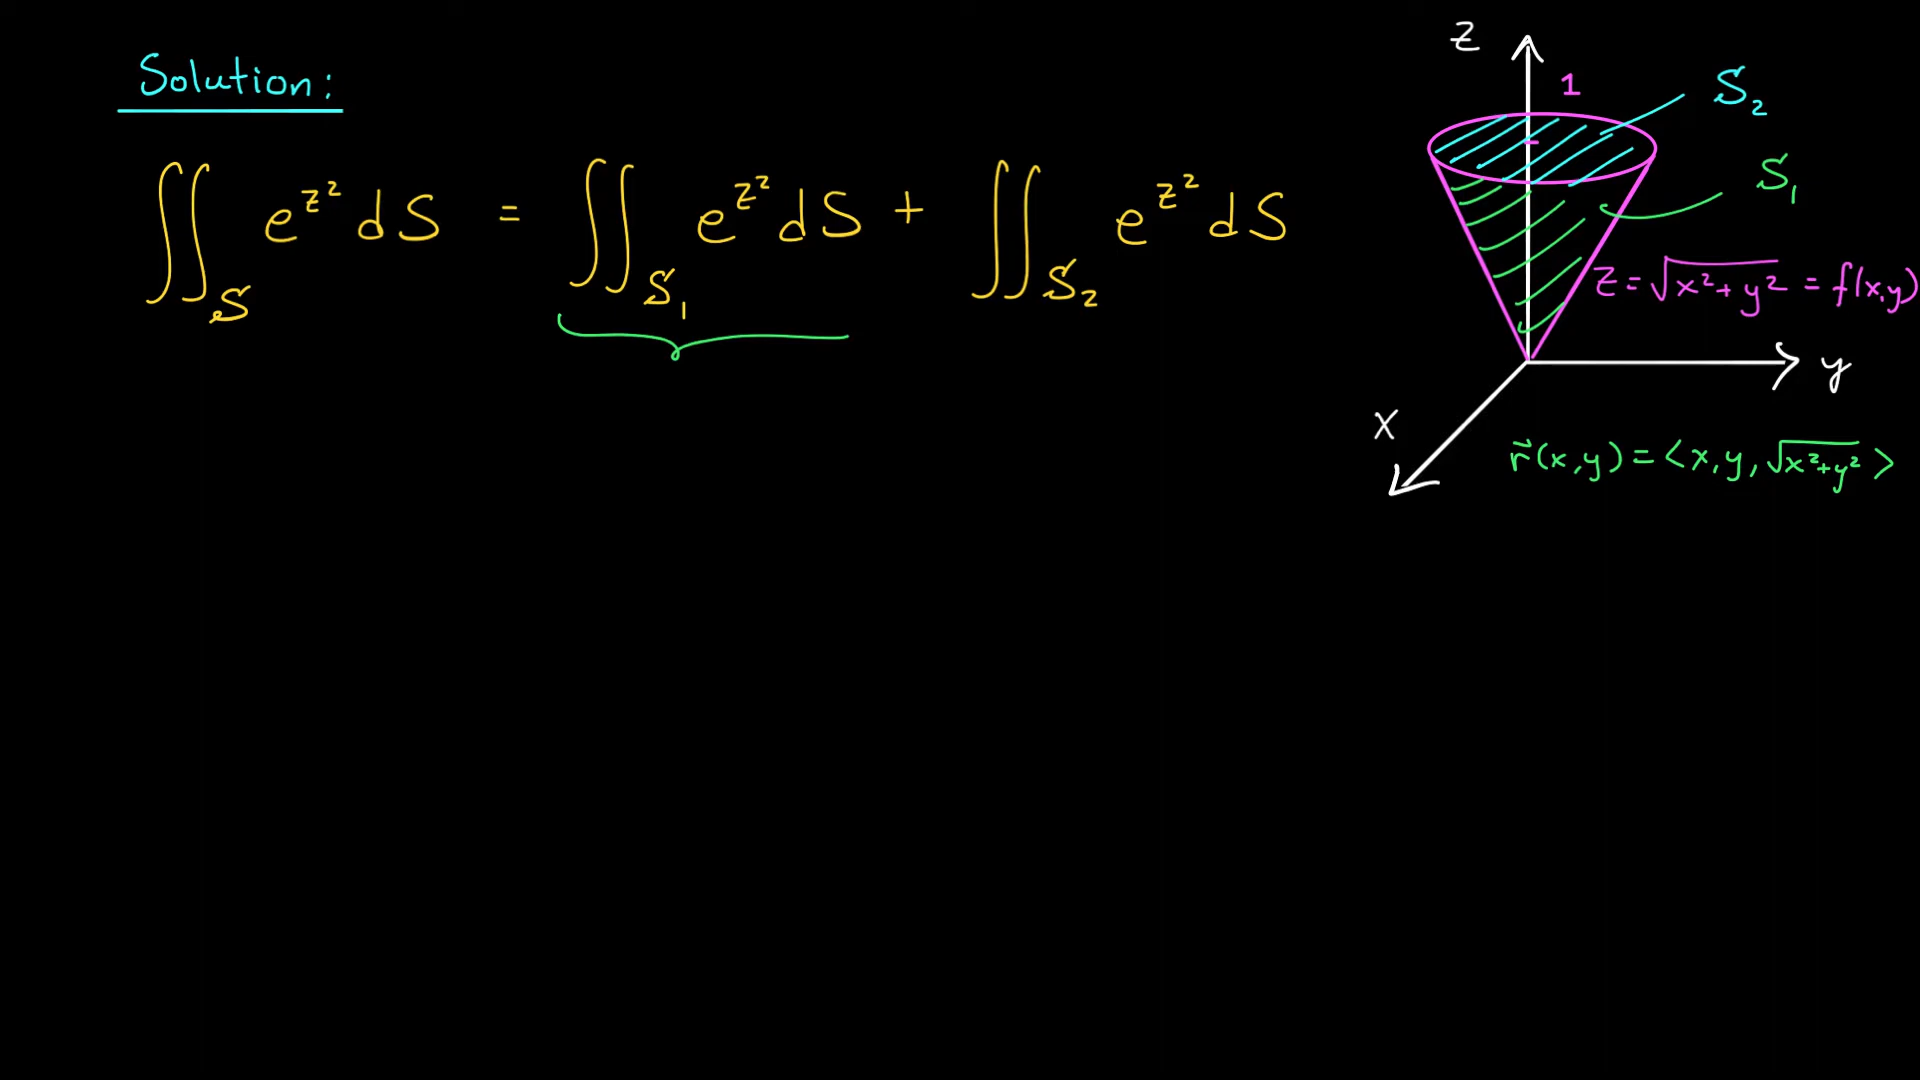 Solution:
∬_S e^{z²} dS = ∬_{S₁} e^{z²} dS + ∬_{S₂} e^{z²} dS
z
1
S₂
S₁
z = √(x²+y²) = f(x,y)
y
x
r⃗(x,y) = <x, y, √(x²+y²)>